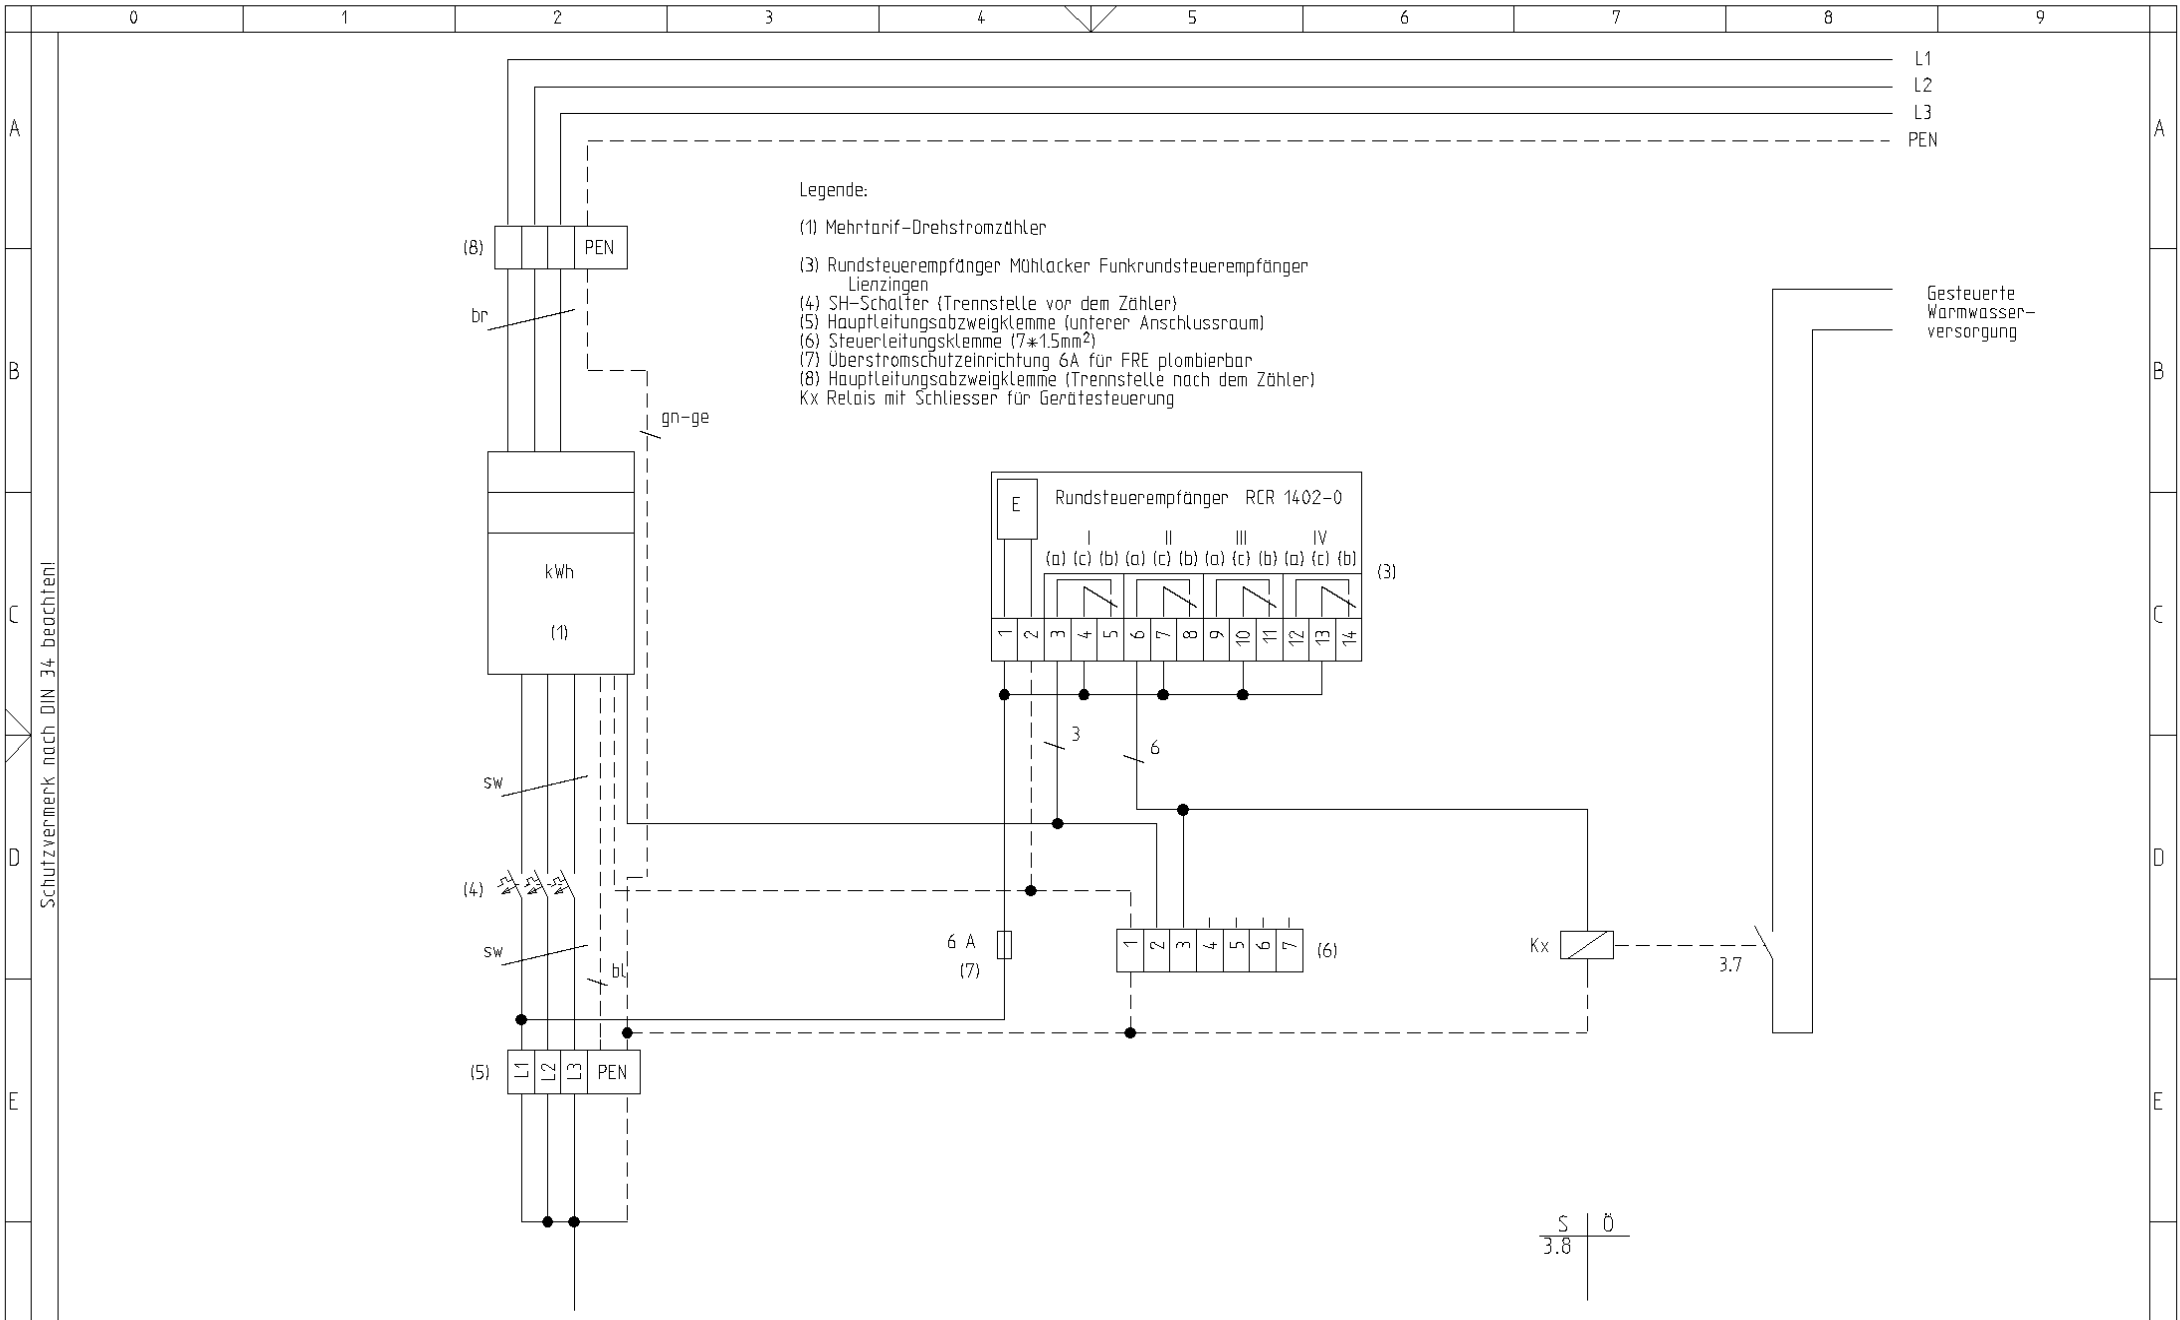 0 1 2 3 4 5 6 7 8 9
L1
L2
L3
PEN
A A
Legende:
(1) Mehrtarif-Drehstromzähler
(8) PEN
(3) Rundsteuerempfänger Mühlacker Funkrundsteuerempfänger
Lienzingen
(4) SH-Schalter (Trennstelle vor dem Zähler)
(5) Hauptleitungsabzweigklemme (unterer Anschlussraum)
(6) Steuerleitungsklemme (7*1.5mm²)
(7) Überstromschutzeinrichtung 6A für FRE plombierbar
(8) Hauptleitungsabzweigklemme (Trennstelle nach dem Zähler)
Kx Relais mit Schliesser für Gerätesteuerung
Gesteuerte
Warmwasser-
versorgung
br
B B
gn-ge
E Rundsteuerempfänger RCR 1402-0
I II III IV
(a) (c) (b) (a) (c) (b) (a) (c) (b) (a) (c) (b)
(3)
kWh
(1)
1 2 3 4 5 6 7 8 9 10 11 12 13 14
C C
Schutzvermerk nach DIN 34 beachten!
3
6
sw
D D
(4)
6 A
(7)
1 2 3 4 5 6 7
(6)
Kx
3.7
sw
bl
(5) L1 L2 L3 PEN
E E
S Ö
3.8